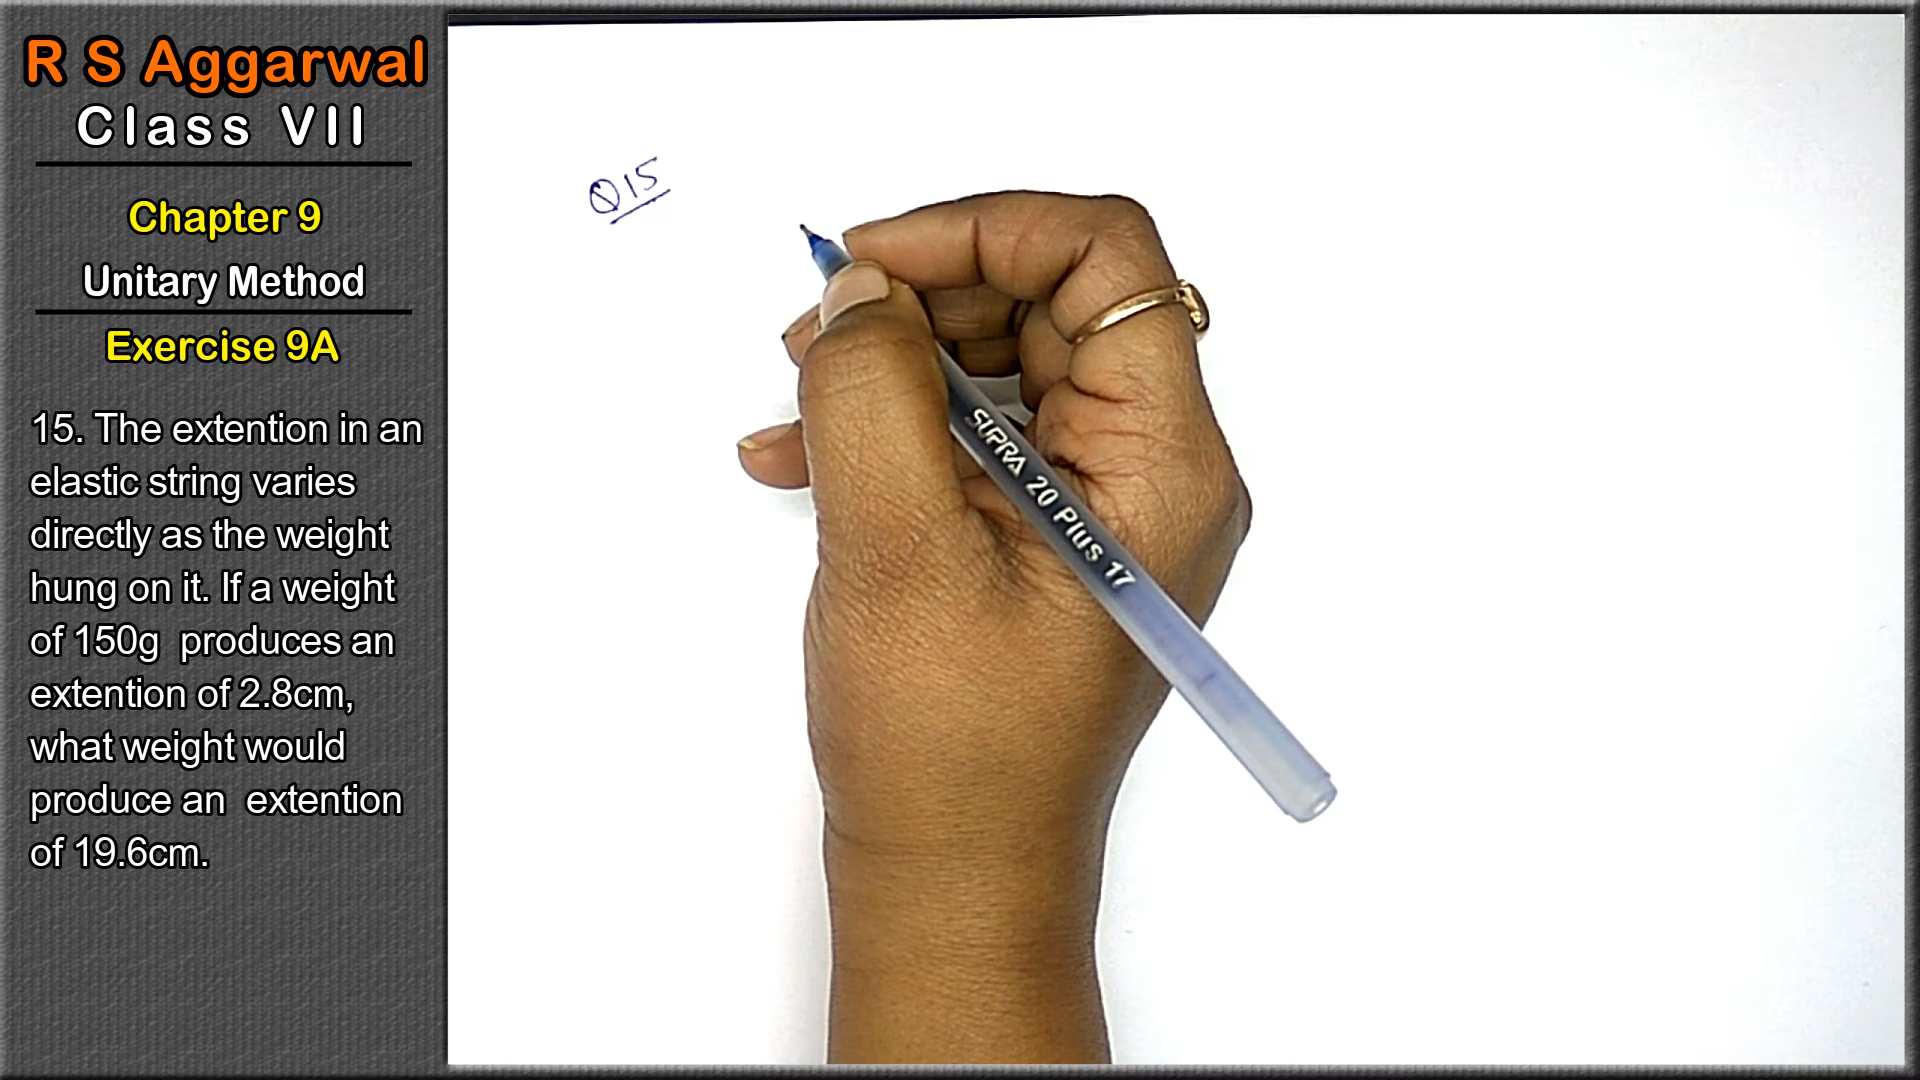 R S Aggarwal
Class VII
Chapter 9
Unitary Method
Exercise 9A
15. The extention in an
elastic string varies
directly as the weight
hung on it. If a weight
of 150g produces an
extention of 2.8cm,
what weight would
produce an extention
of 19.6cm.
Q15
SUPRA 20 Plus 17